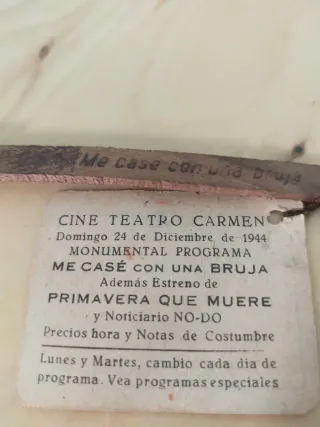 Me case con una bruja
CINE TEATRO CARMEN
Domingo 24 de Diciembre de 1944
MONUMENTAL PROGRAMA
ME CASÉ CON UNA BRUJA
Además Estreno de
PRIMAVERA QUE MUERE
y Noticiario NO-DO
Precios hora y Notas de Costumbre
Lunes y Martes, cambio cada dia de
programa. Vea programas especiales